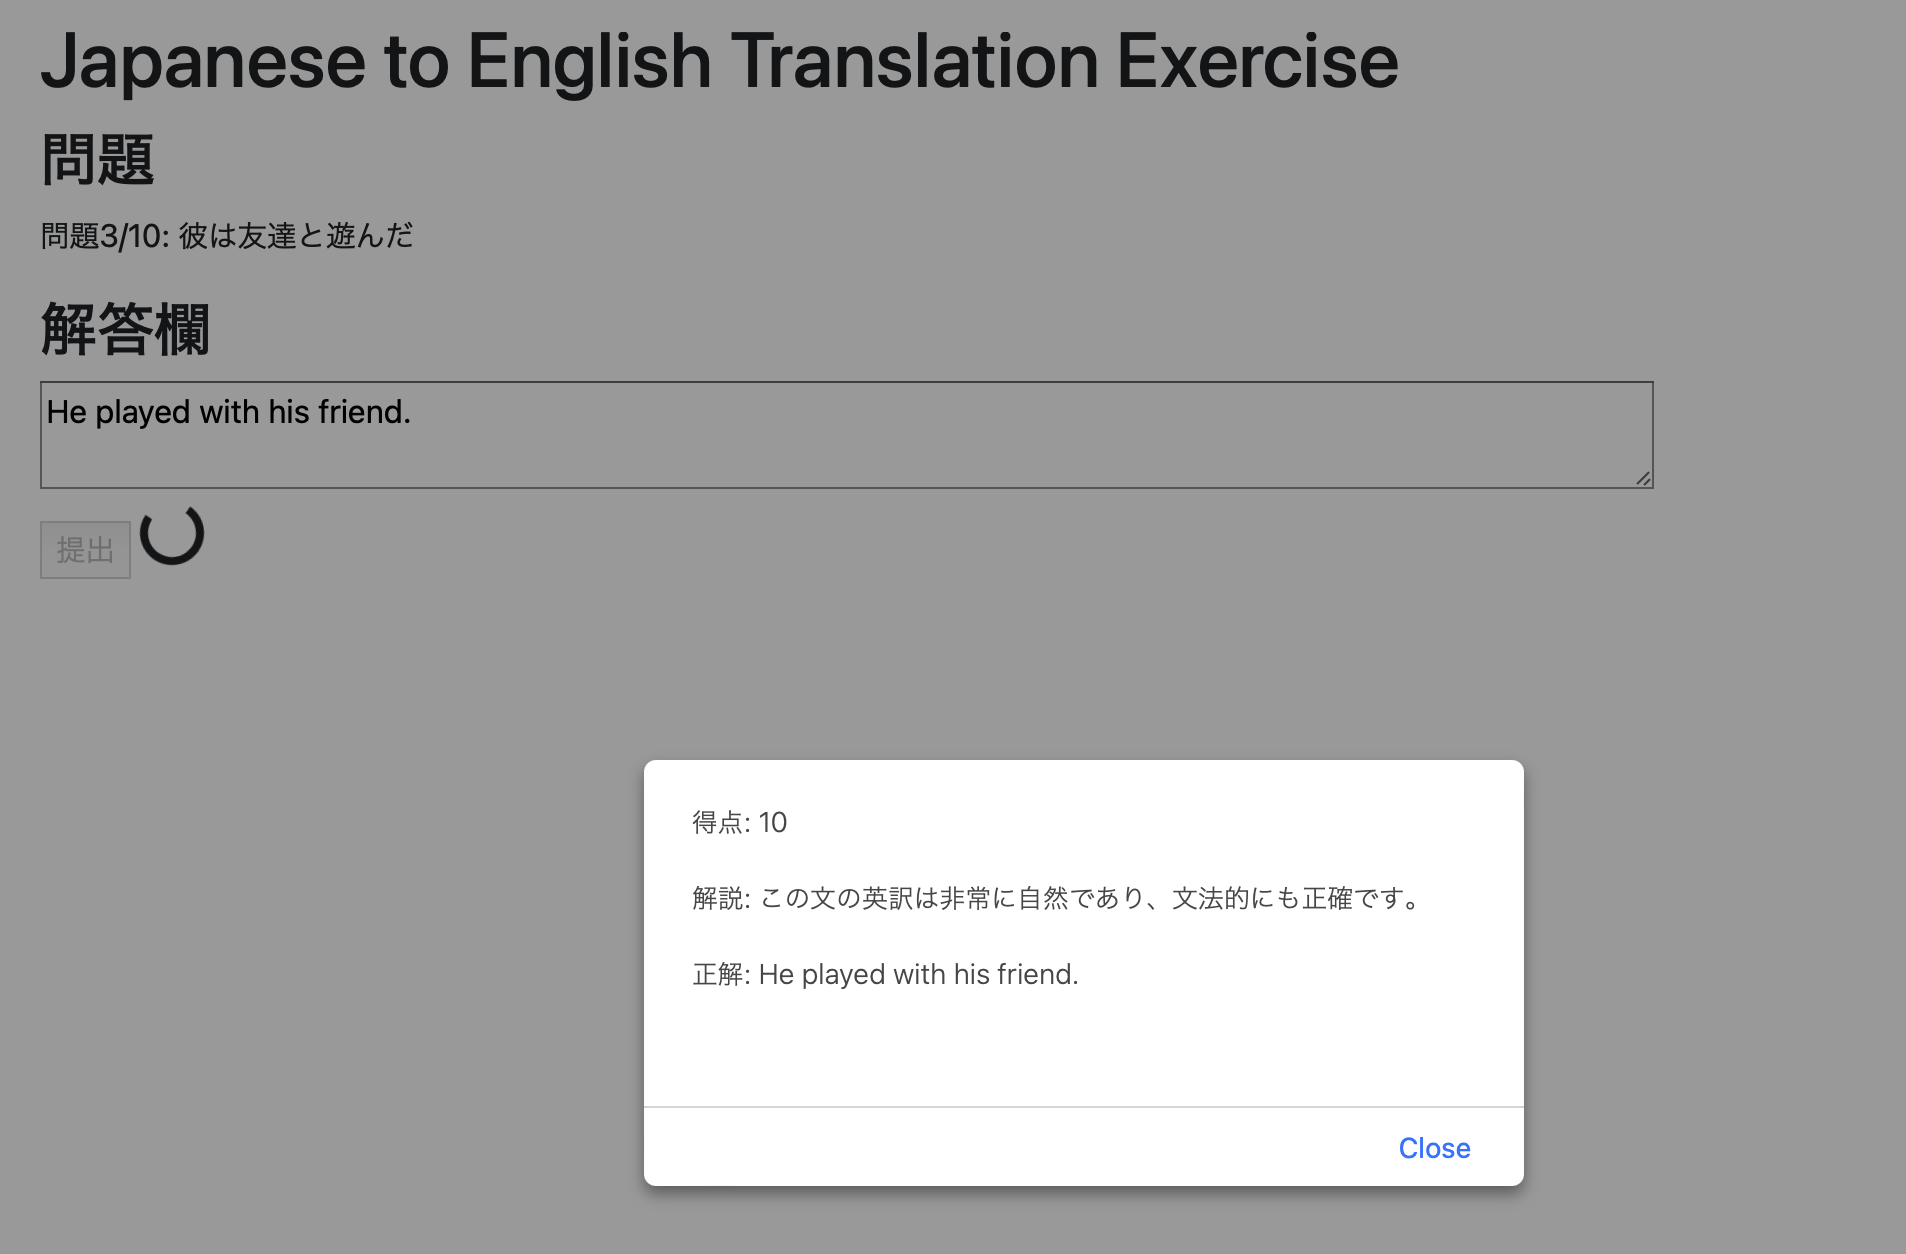 Japanese to English Translation Exercise
問題
問題3/10: 彼は友達と遊んだ
解答欄
He played with his friend.
提出
得点: 10
解説: この文の英訳は非常に自然であり、文法的にも正確です。
正解: He played with his friend.
Close